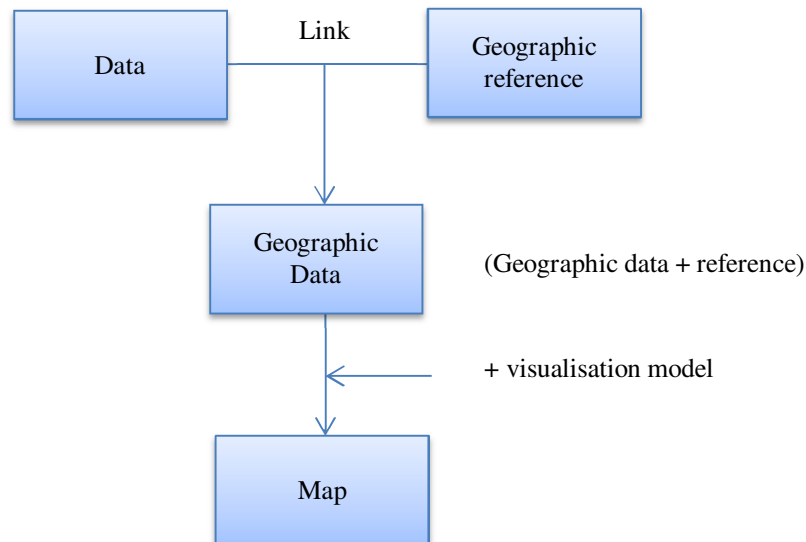 Link
Data
Geographic
reference
Geographic
Data
(Geographic data + reference)
+ visualisation model
Map